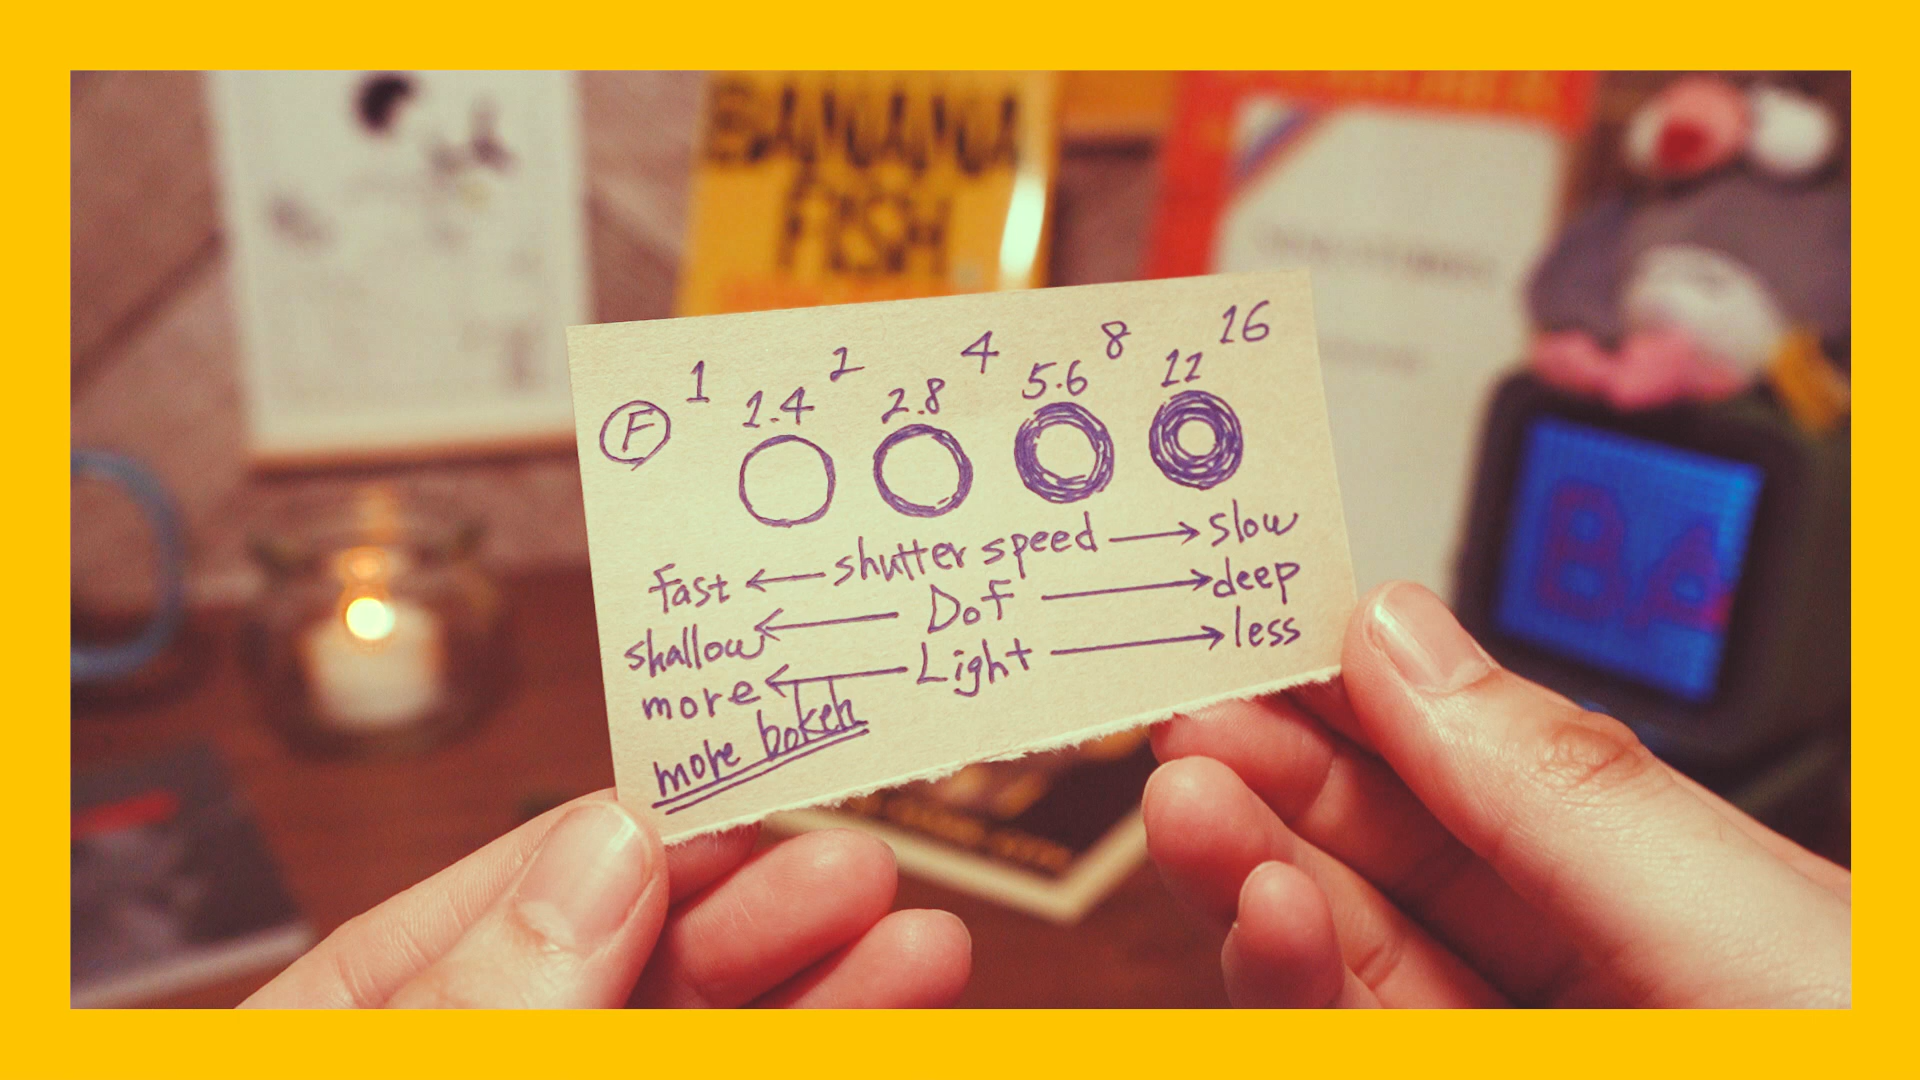 BANANA
FISH
1 2 4 8 16
F 1.4 2.8 5.6 11
fast ← shutter speed → slow
shallow ← DoF → deep
more ← Light → less
more bokeh
BA